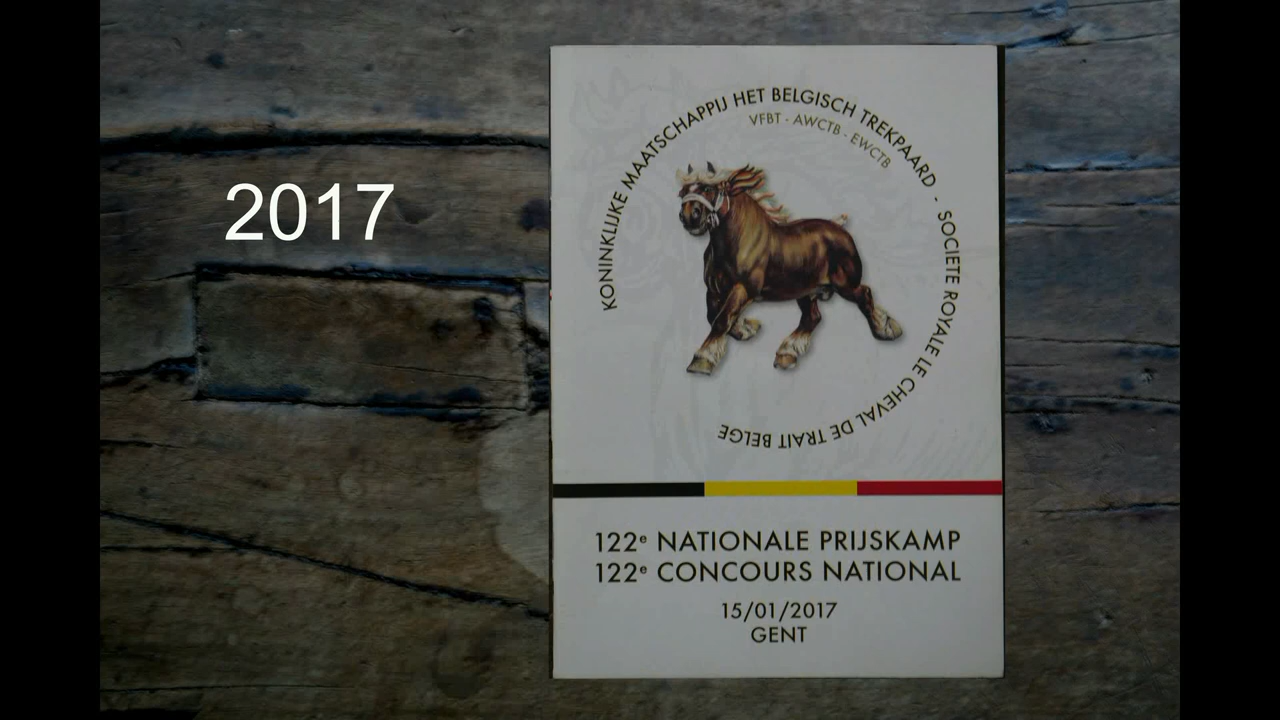 2017
KONINKLIJKE MAATSCHAPPIJ HET BELGISCH TREKPAARD - SOCIETE ROYALE LE CHEVAL DE TRAIT BELGE
VFBT - AWCTB - EWCTB
122e NATIONALE PRIJSKAMP
122e CONCOURS NATIONAL
15/01/2017
GENT